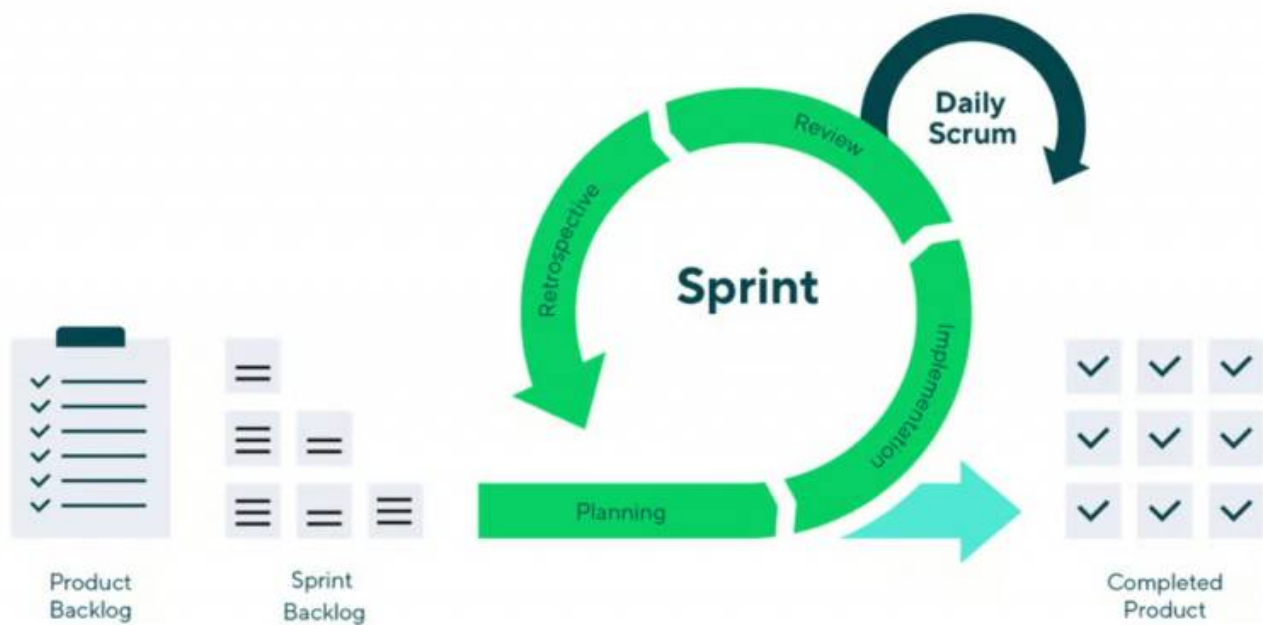 Daily
Scrum
Review
Retrospective
Sprint
Implementation
Planning
Product
Backlog
Sprint
Backlog
Completed
Product